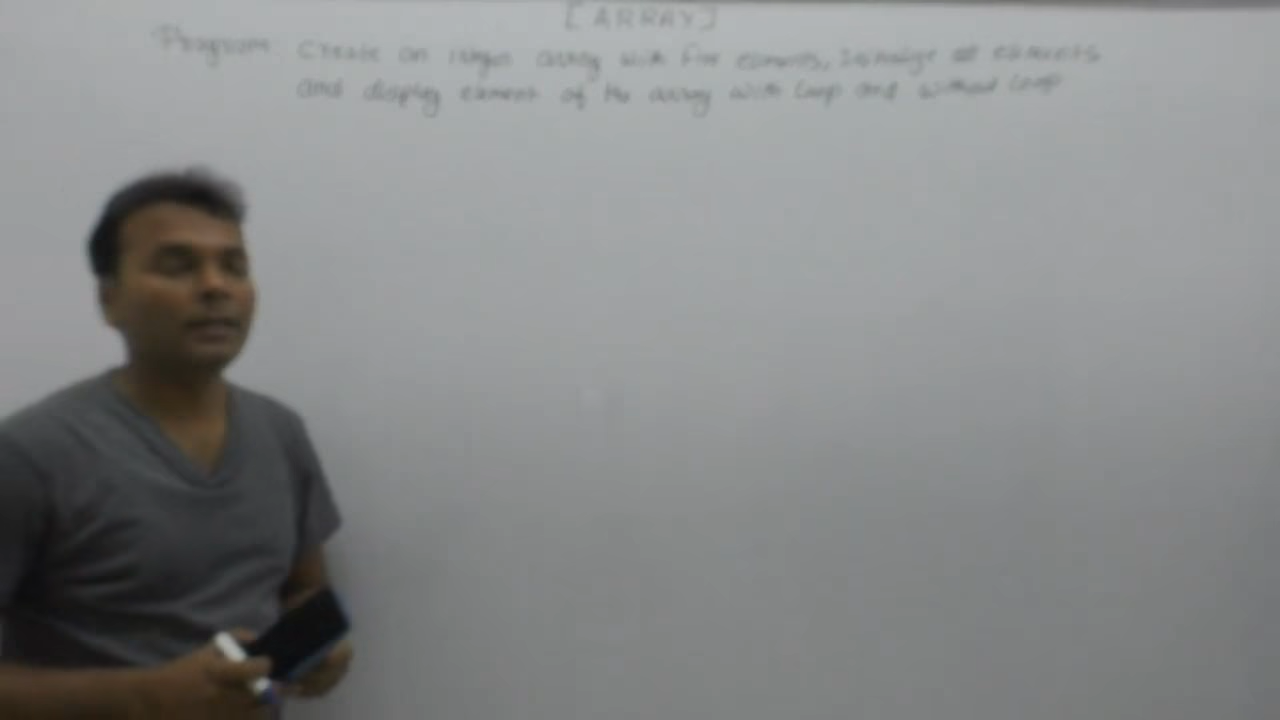 [ARRAY]
Program Create an integer array with five elements, Initialize elements
and display element of the array with loop and without loop